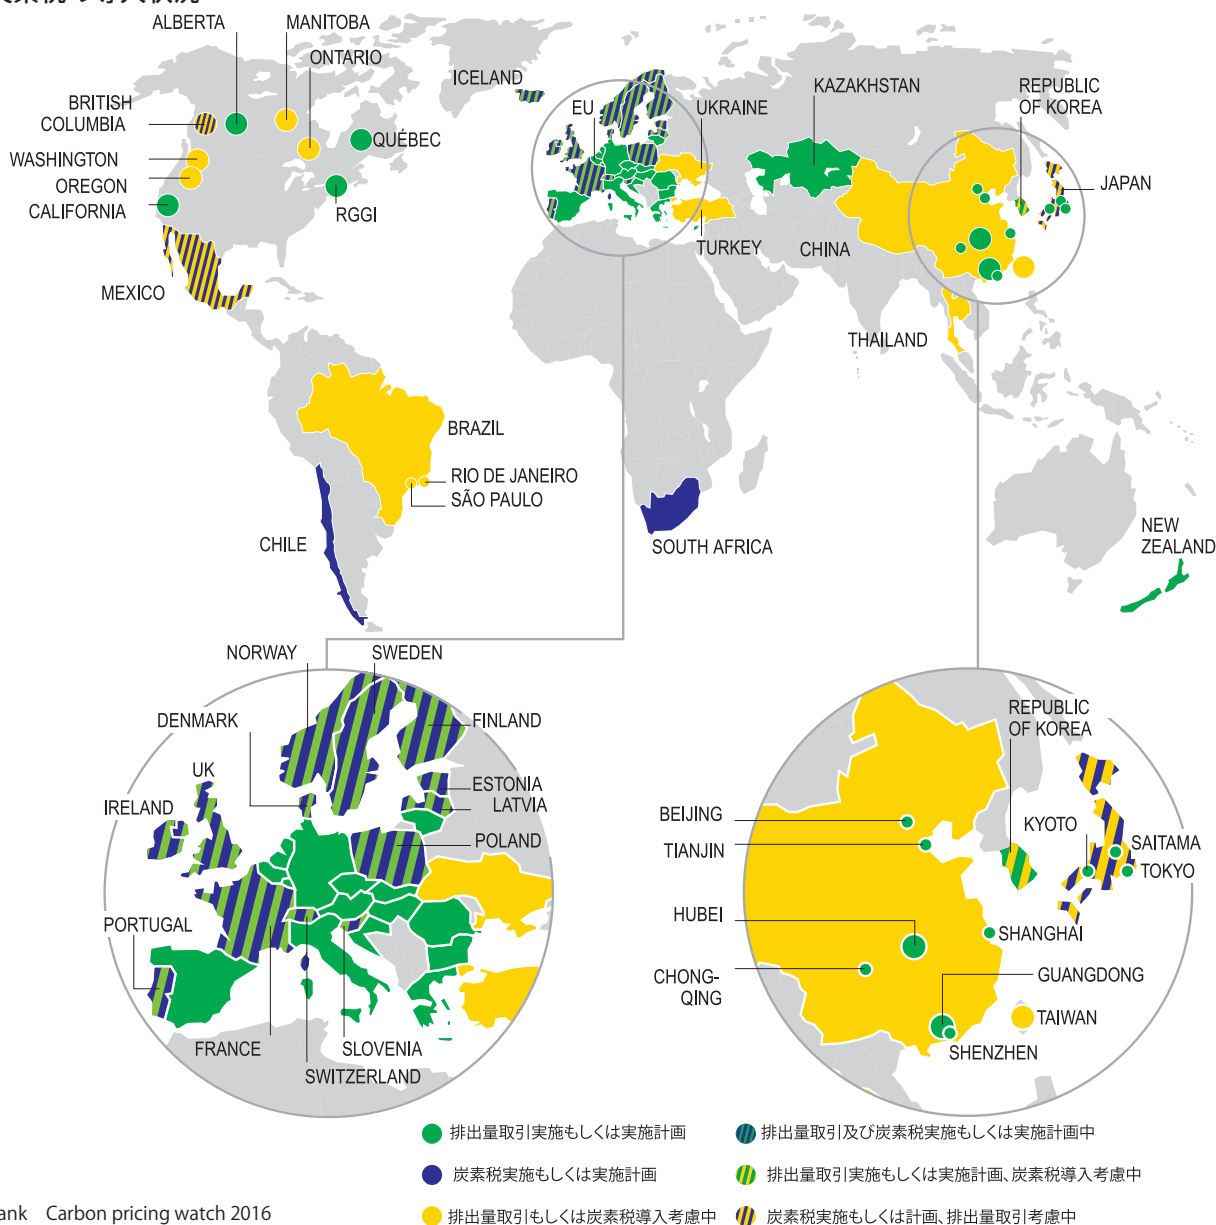 ALBERTA
MANITOBA
ONTARIO
ICELAND
BRITISH
COLUMBIA
QUÉBEC
WASHINGTON
OREGON
CALIFORNIA
RGGI
MEXICO
EU
UKRAINE
KAZAKHSTAN
REPUBLIC
OF KOREA
JAPAN
TURKEY
CHINA
THAILAND
BRAZIL
RIO DE JANEIRO
SÃO PAULO
CHILE
SOUTH AFRICA
NEW
ZEALAND
NORWAY
SWEDEN
DENMARK
FINLAND
UK
ESTONIA
IRELAND
LATVIA
POLAND
PORTUGAL
FRANCE
SLOVENIA
SWITZERLAND
REPUBLIC
OF KOREA
BEIJING
KYOTO
SAITAMA
TIANJIN
TOKYO
HUBEI
SHANGHAI
CHONG-
QING
GUANGDONG
TAIWAN
SHENZHEN
排出量取引実施もしくは実施計画
排出量取引及び炭素税実施もしくは実施計画中
炭素税実施もしくは実施計画
排出量取引実施もしくは実施計画、炭素税導入考慮中
排出量取引もしくは炭素税導入考慮中
炭素税実施もしくは計画、排出量取引考慮中
ank Carbon pricing watch 2016